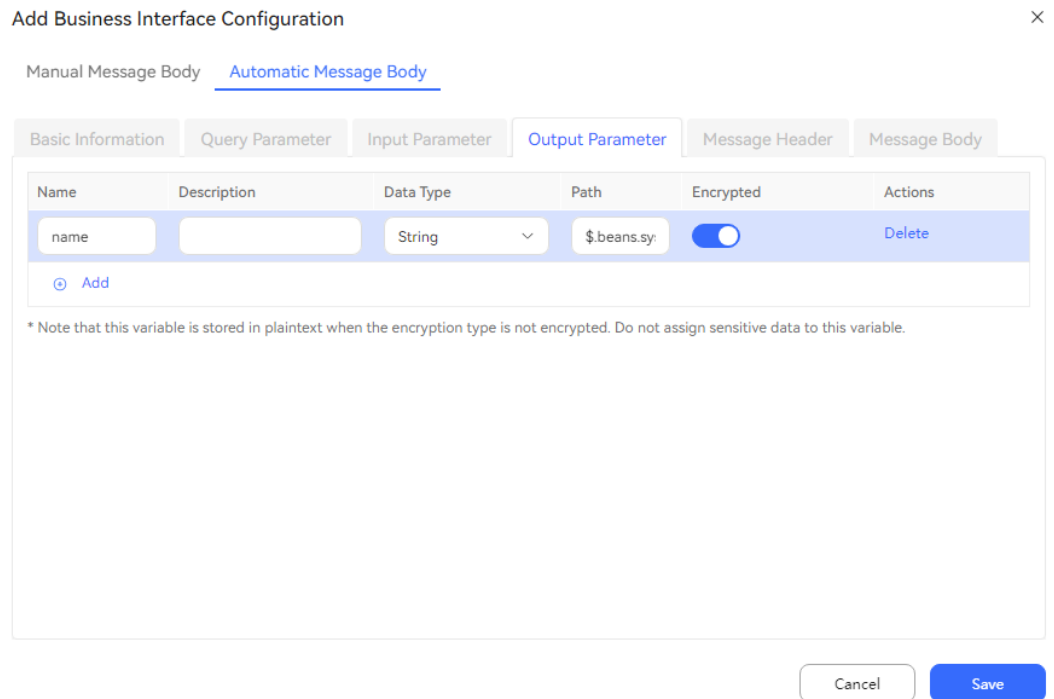 Add Business Interface Configuration
Manual Message Body Automatic Message Body
Basic Information Query Parameter Input Parameter Output Parameter Message Header Message Body
Name Description Data Type Path Encrypted Actions
name String $.beans.sy Delete
Add
* Note that this variable is stored in plaintext when the encryption type is not encrypted. Do not assign sensitive data to this variable.
Cancel Save